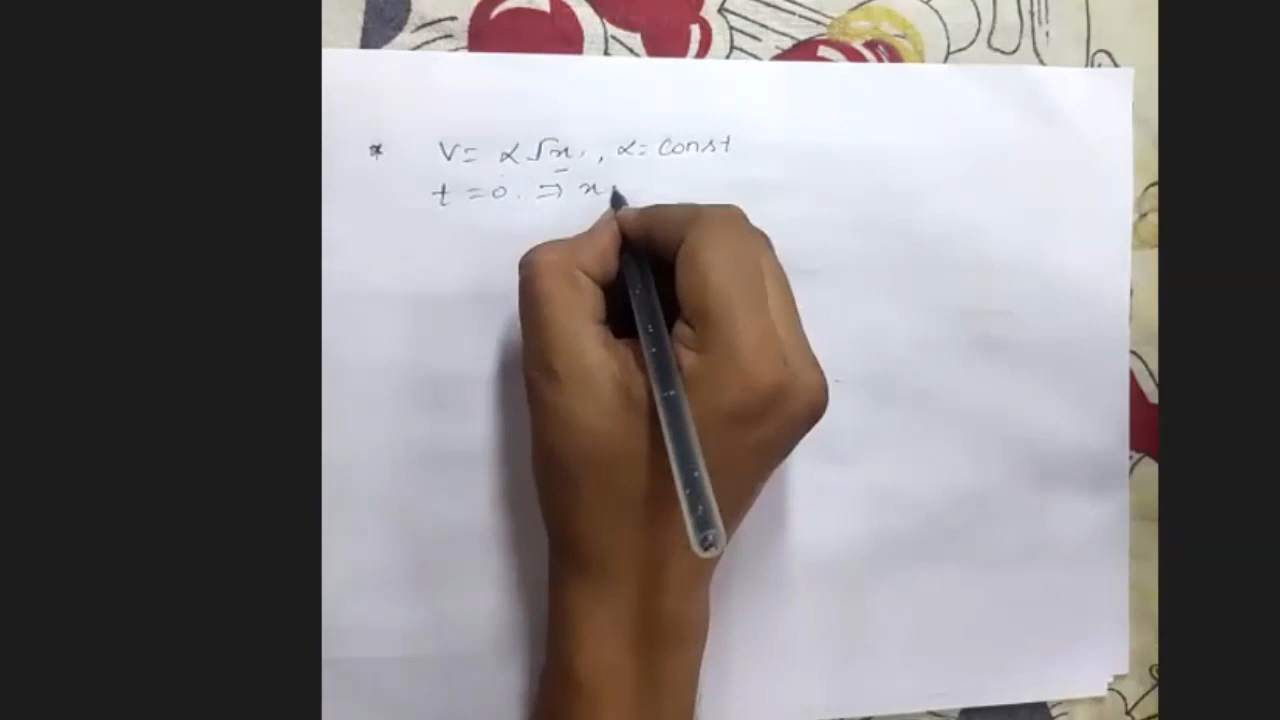 * V = α √x, , α = const
t = 0. ⇒ x